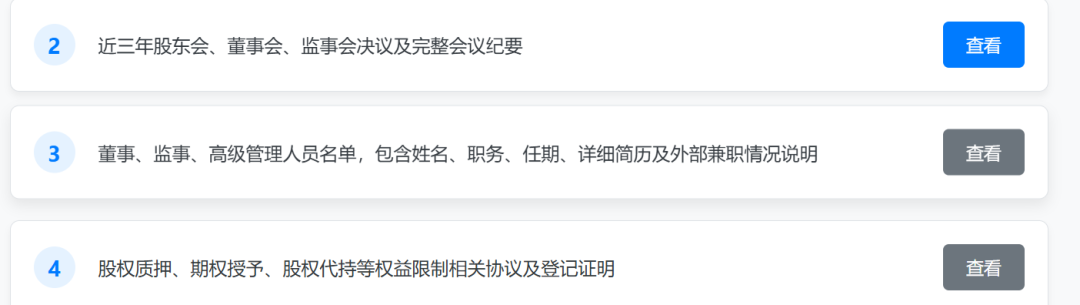 2 近三年股东会、董事会、监事会决议及完整会议纪要 查看
3 董事、监事、高级管理人员名单，包含姓名、职务、任期、详细简历及外部兼职情况说明 查看
4 股权质押、期权授予、股权代持等权益限制相关协议及登记证明 查看